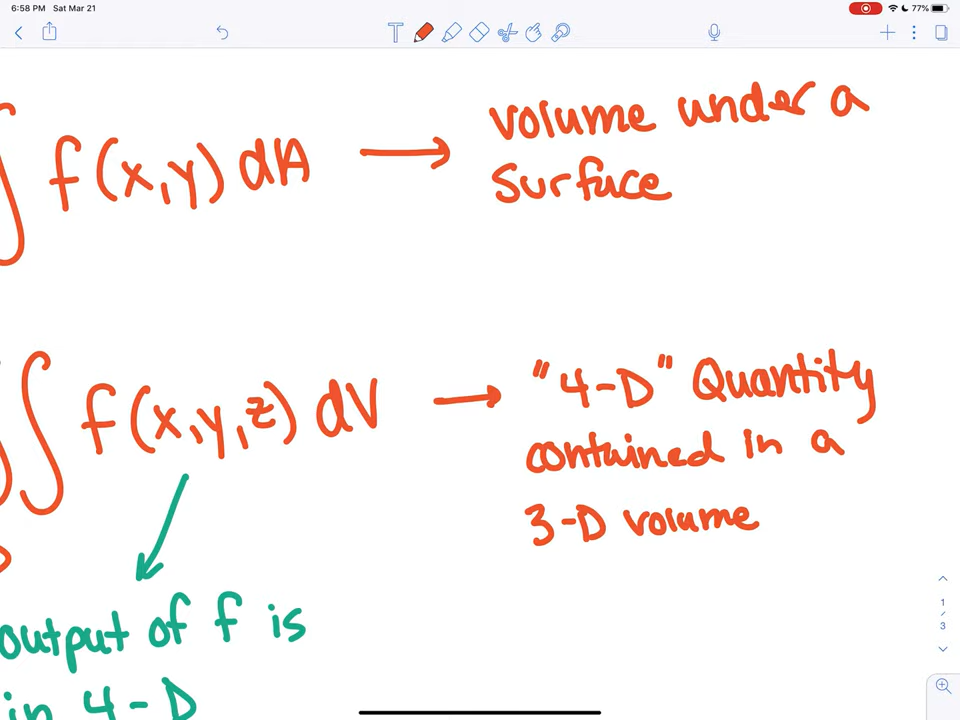 6:58 PM Sat Mar 21
77%
T
∫ f(x,y) dA → volume under a
surface
∫∫ f(x,y,z) dV → "4-D" Quantity
contained in a
3-D volume
output of f is
in 4-D
1
/
3